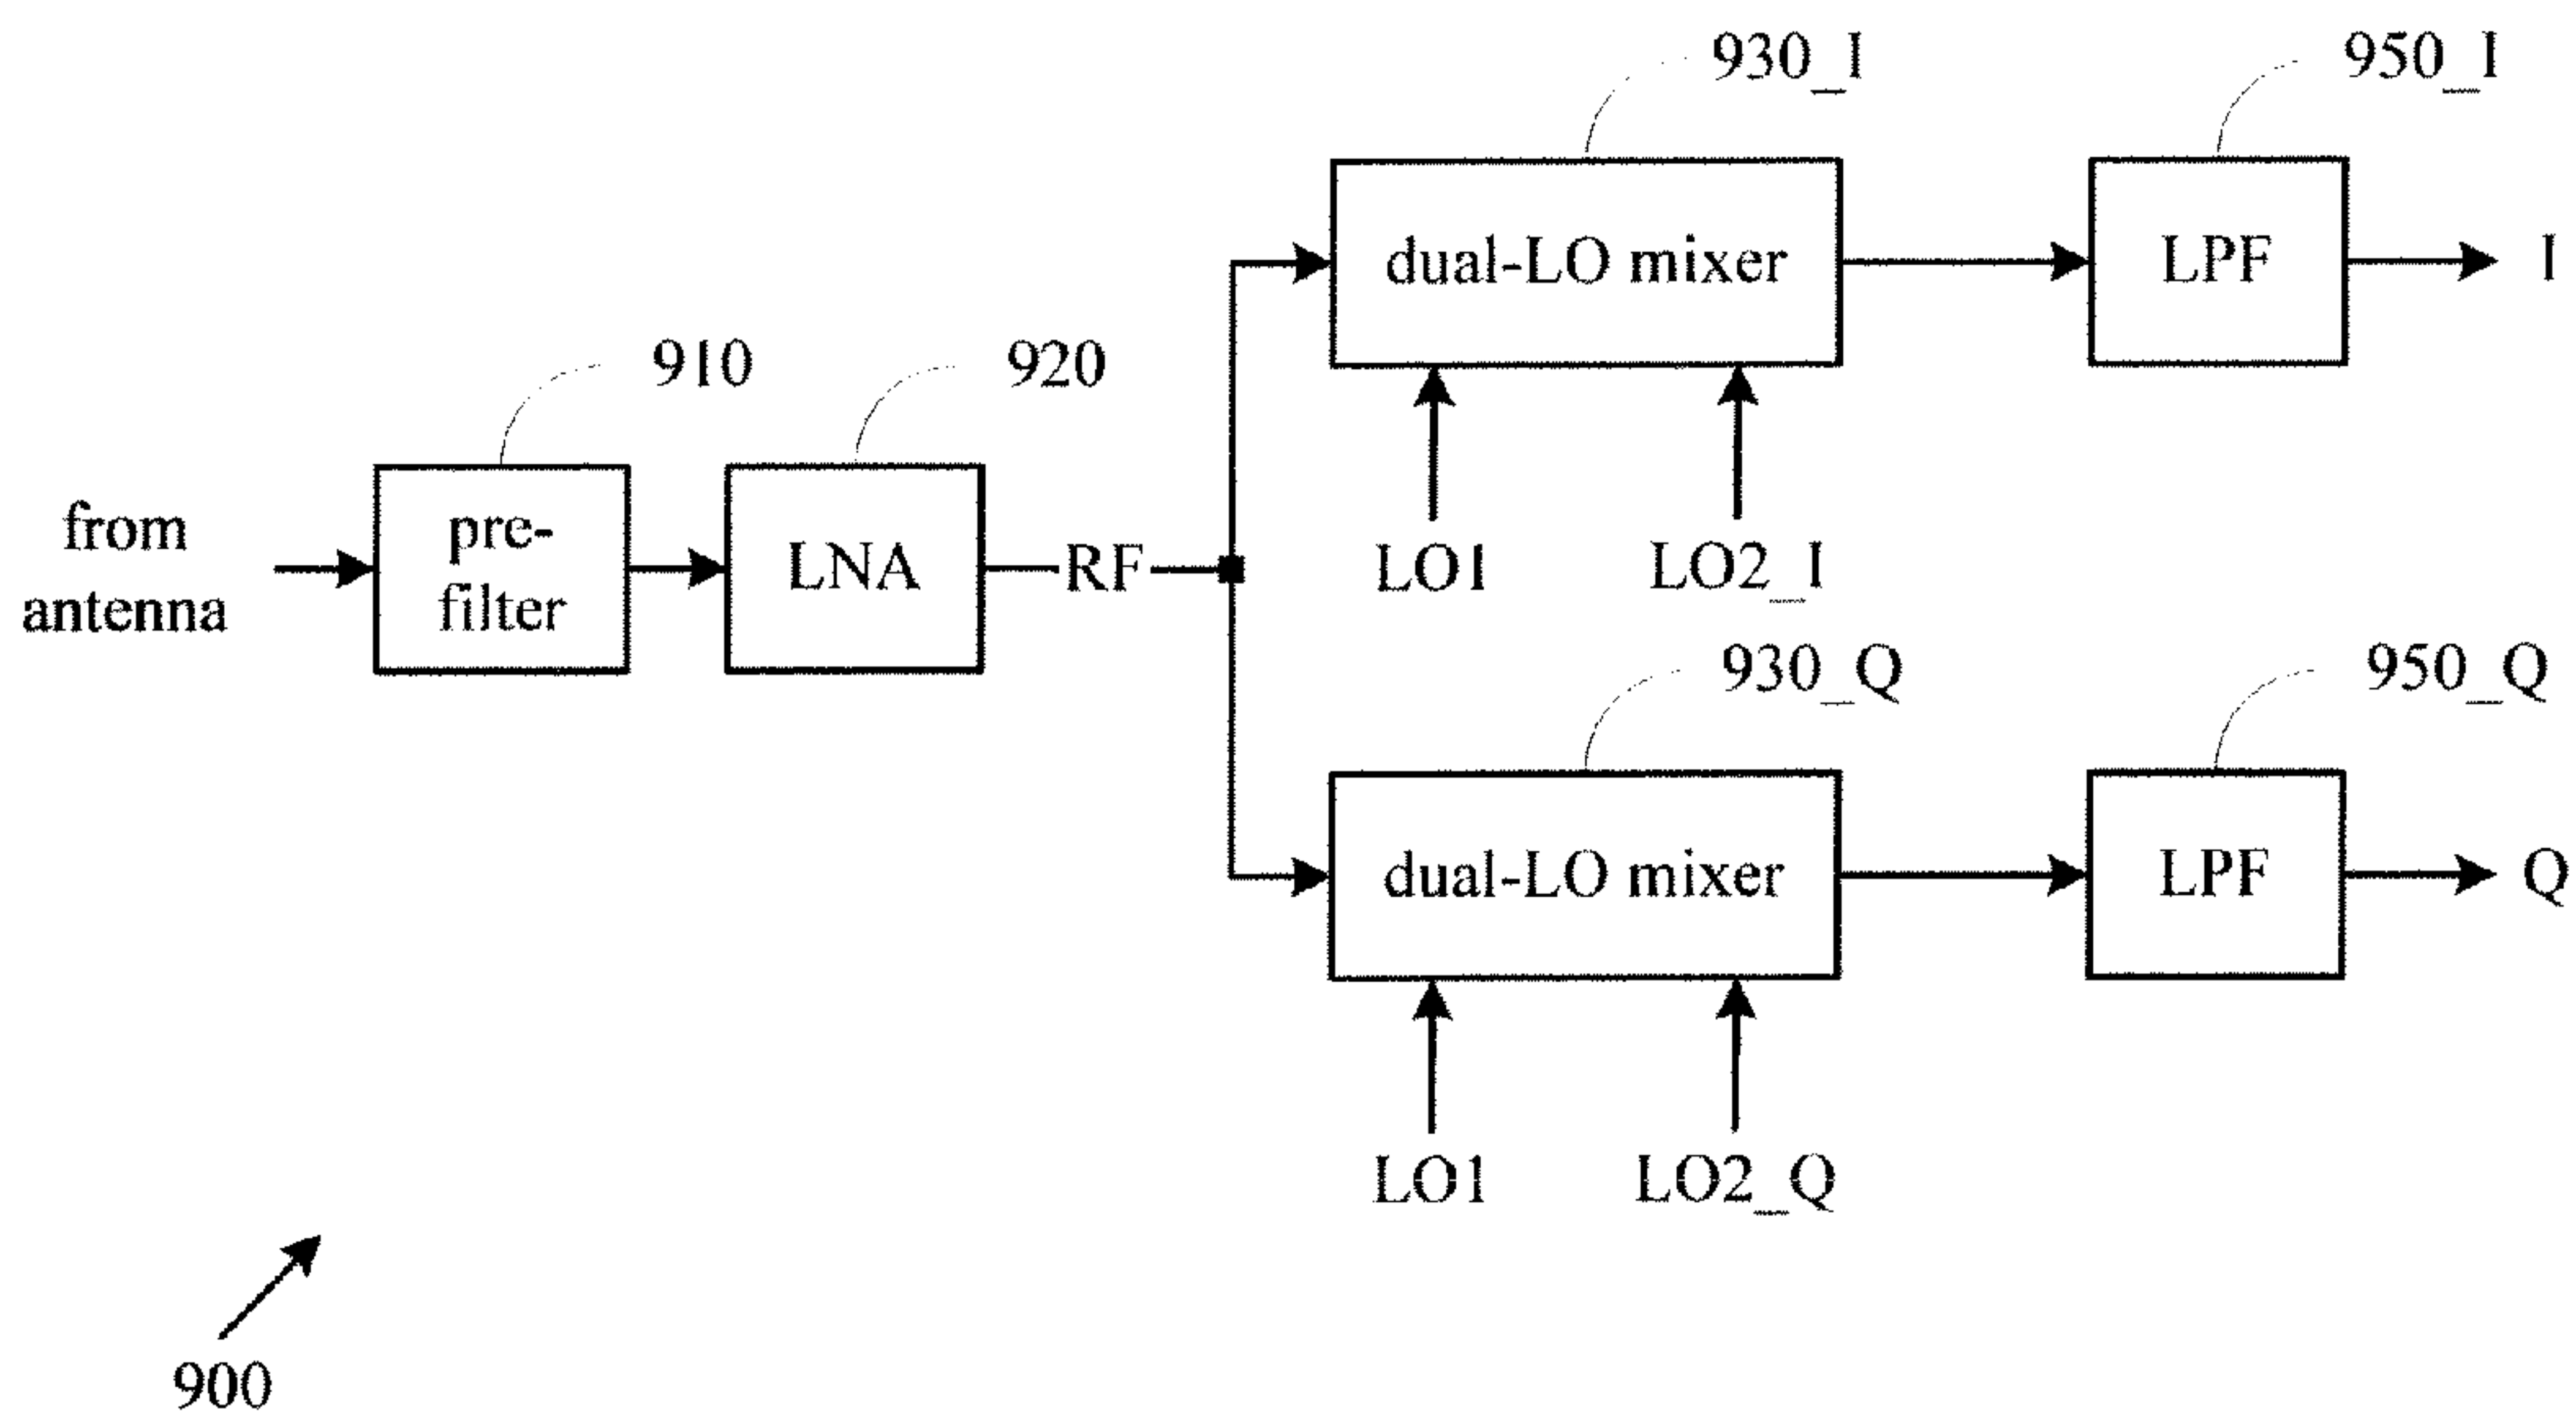 930_I
950_I
dual-LO mixer
LPF
I
910
920
from
antenna
pre-
filter
LNA
RF
LO1
LO2_I
930_Q
950_Q
dual-LO mixer
LPF
Q
LO1
LO2_Q
900